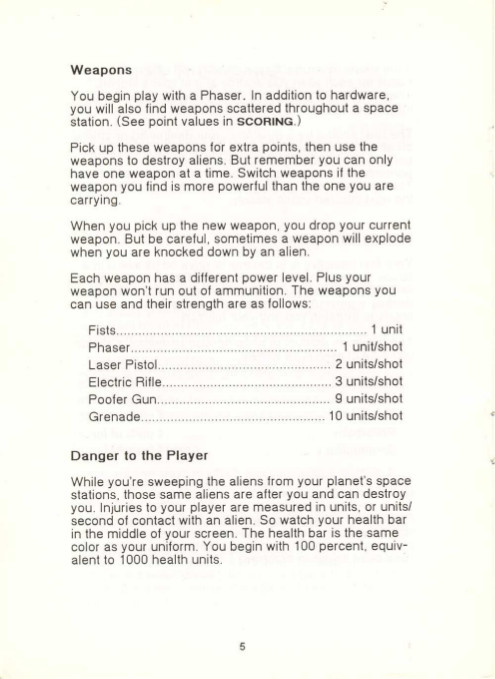 Weapons
You begin play with a Phaser. In addition to hardware,
you will also find weapons scattered throughout a space
station. (See point values in SCORING.)
Pick up these weapons for extra points, then use the
weapons to destroy aliens. But remember you can only
have one weapon at a time. Switch weapons if the
weapon you find is more powerful than the one you are
carrying.
When you pick up the new weapon, you drop your current
weapon. But be careful, sometimes a weapon will explode
when you are knocked down by an alien.
Each weapon has a different power level. Plus your
weapon won't run out of ammunition. The weapons you
can use and their strength are as follows:
Fists.................................................................. 1 unit
Phaser...................................................... 1 unit/shot
Laser Pistol.............................................. 2 units/shot
Electric Rifle............................................. 3 units/shot
Poofer Gun.............................................. 9 units/shot
Grenade................................................. 10 units/shot
Danger to the Player
While you're sweeping the aliens from your planet's space
stations, those same aliens are after you and can destroy
you. Injuries to your player are measured in units, or units/
second of contact with an alien. So watch your health bar
in the middle of your screen. The health bar is the same
color as your uniform. You begin with 100 percent, equiv-
alent to 1000 health units.
5